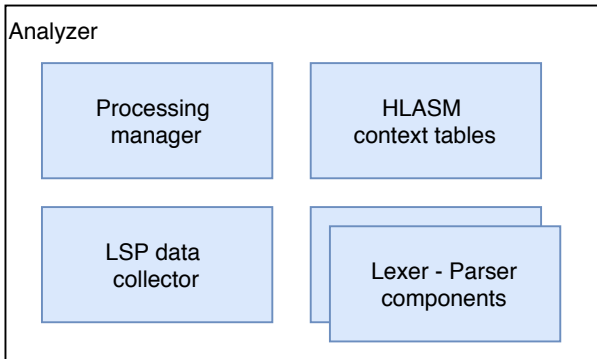 Analyzer
Processing
manager
HLASM
context tables
LSP data
collector
Lexer - Parser
components